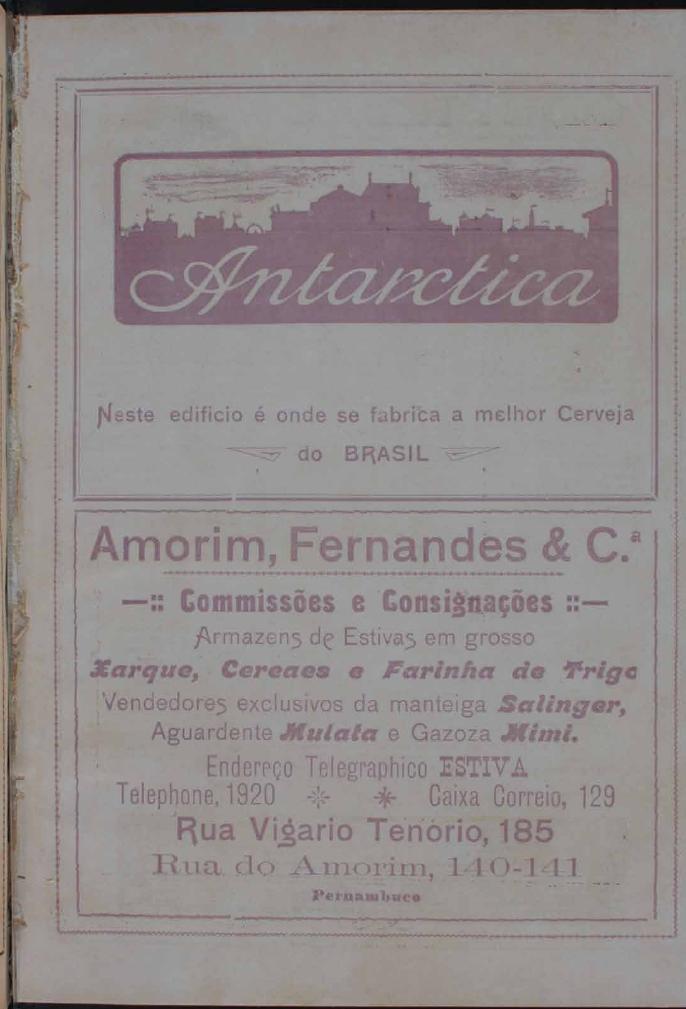 Antarctica
Neste edificio é onde se fabrica a melhor Cerveja
do BRASIL
Amorim, Fernandes & C.ª
—:: Commissões e Consignações ::—
Armazens de Estivas em grosso
Xarque, Cereaes e Farinha de Trigo
Vendedores exclusivos da manteiga Salinger,
Aguardente Mulata e Gazoza Mimi.
Endereço Telegraphico ESTIVA
Telephone, 1920 * * Caixa Correio, 129
Rua Vigario Tenorio, 185
Rua do Amorim, 140-141
Pernambuco